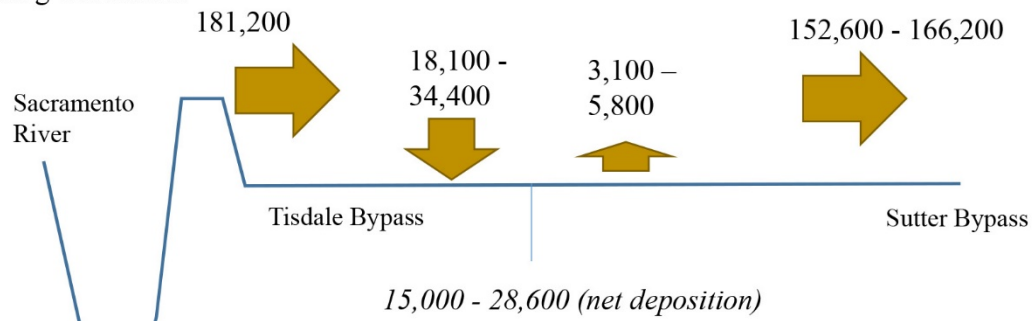 181,200
152,600 - 166,200
18,100 -
34,400
3,100 –
5,800
Sacramento
River
Tisdale Bypass
Sutter Bypass
15,000 - 28,600 (net deposition)